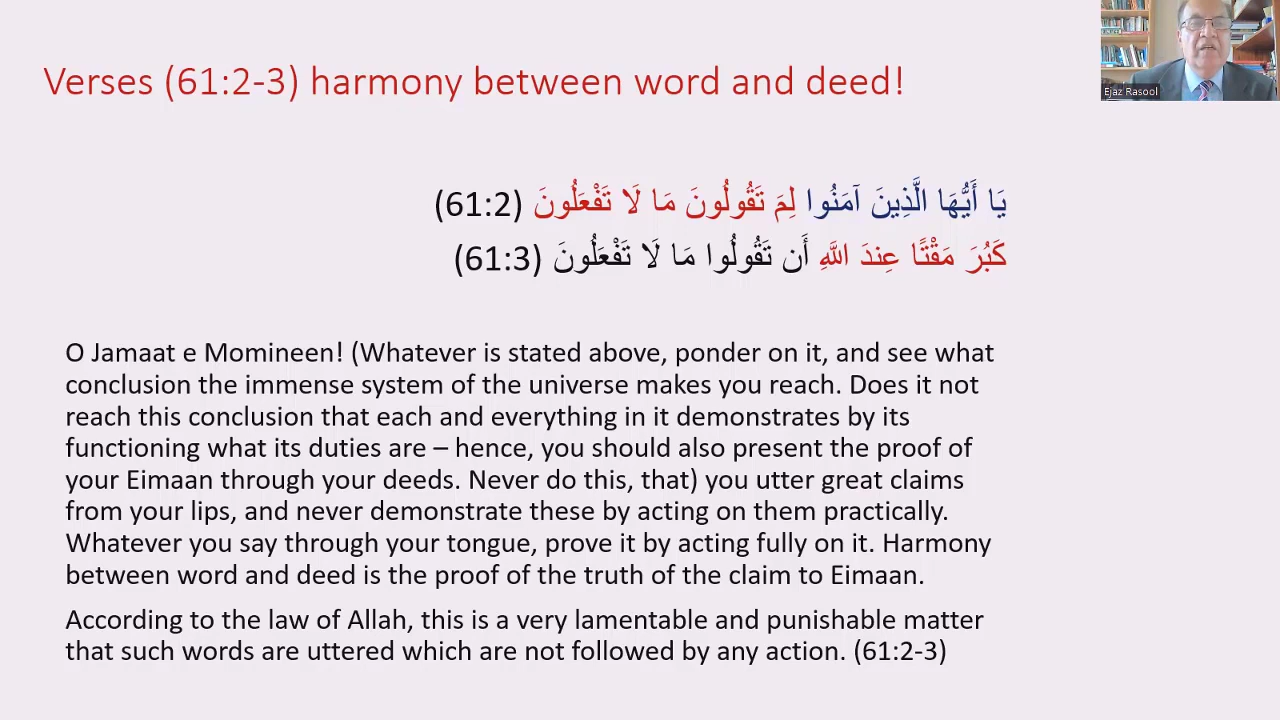 Verses (61:2-3) harmony between word and deed!
Ejaz Rasool
يَا أَيُّهَا الَّذِينَ آمَنُوا لِمَ تَقُولُونَ مَا لَا تَفْعَلُونَ (61:2)
كَبُرَ مَقْتًا عِندَ اللَّهِ أَن تَقُولُوا مَا لَا تَفْعَلُونَ (61:3)
O Jamaat e Momineen! (Whatever is stated above, ponder on it, and see what
conclusion the immense system of the universe makes you reach. Does it not
reach this conclusion that each and everything in it demonstrates by its
functioning what its duties are – hence, you should also present the proof of
your Eimaan through your deeds. Never do this, that) you utter great claims
from your lips, and never demonstrate these by acting on them practically.
Whatever you say through your tongue, prove it by acting fully on it. Harmony
between word and deed is the proof of the truth of the claim to Eimaan.
According to the law of Allah, this is a very lamentable and punishable matter
that such words are uttered which are not followed by any action. (61:2-3)